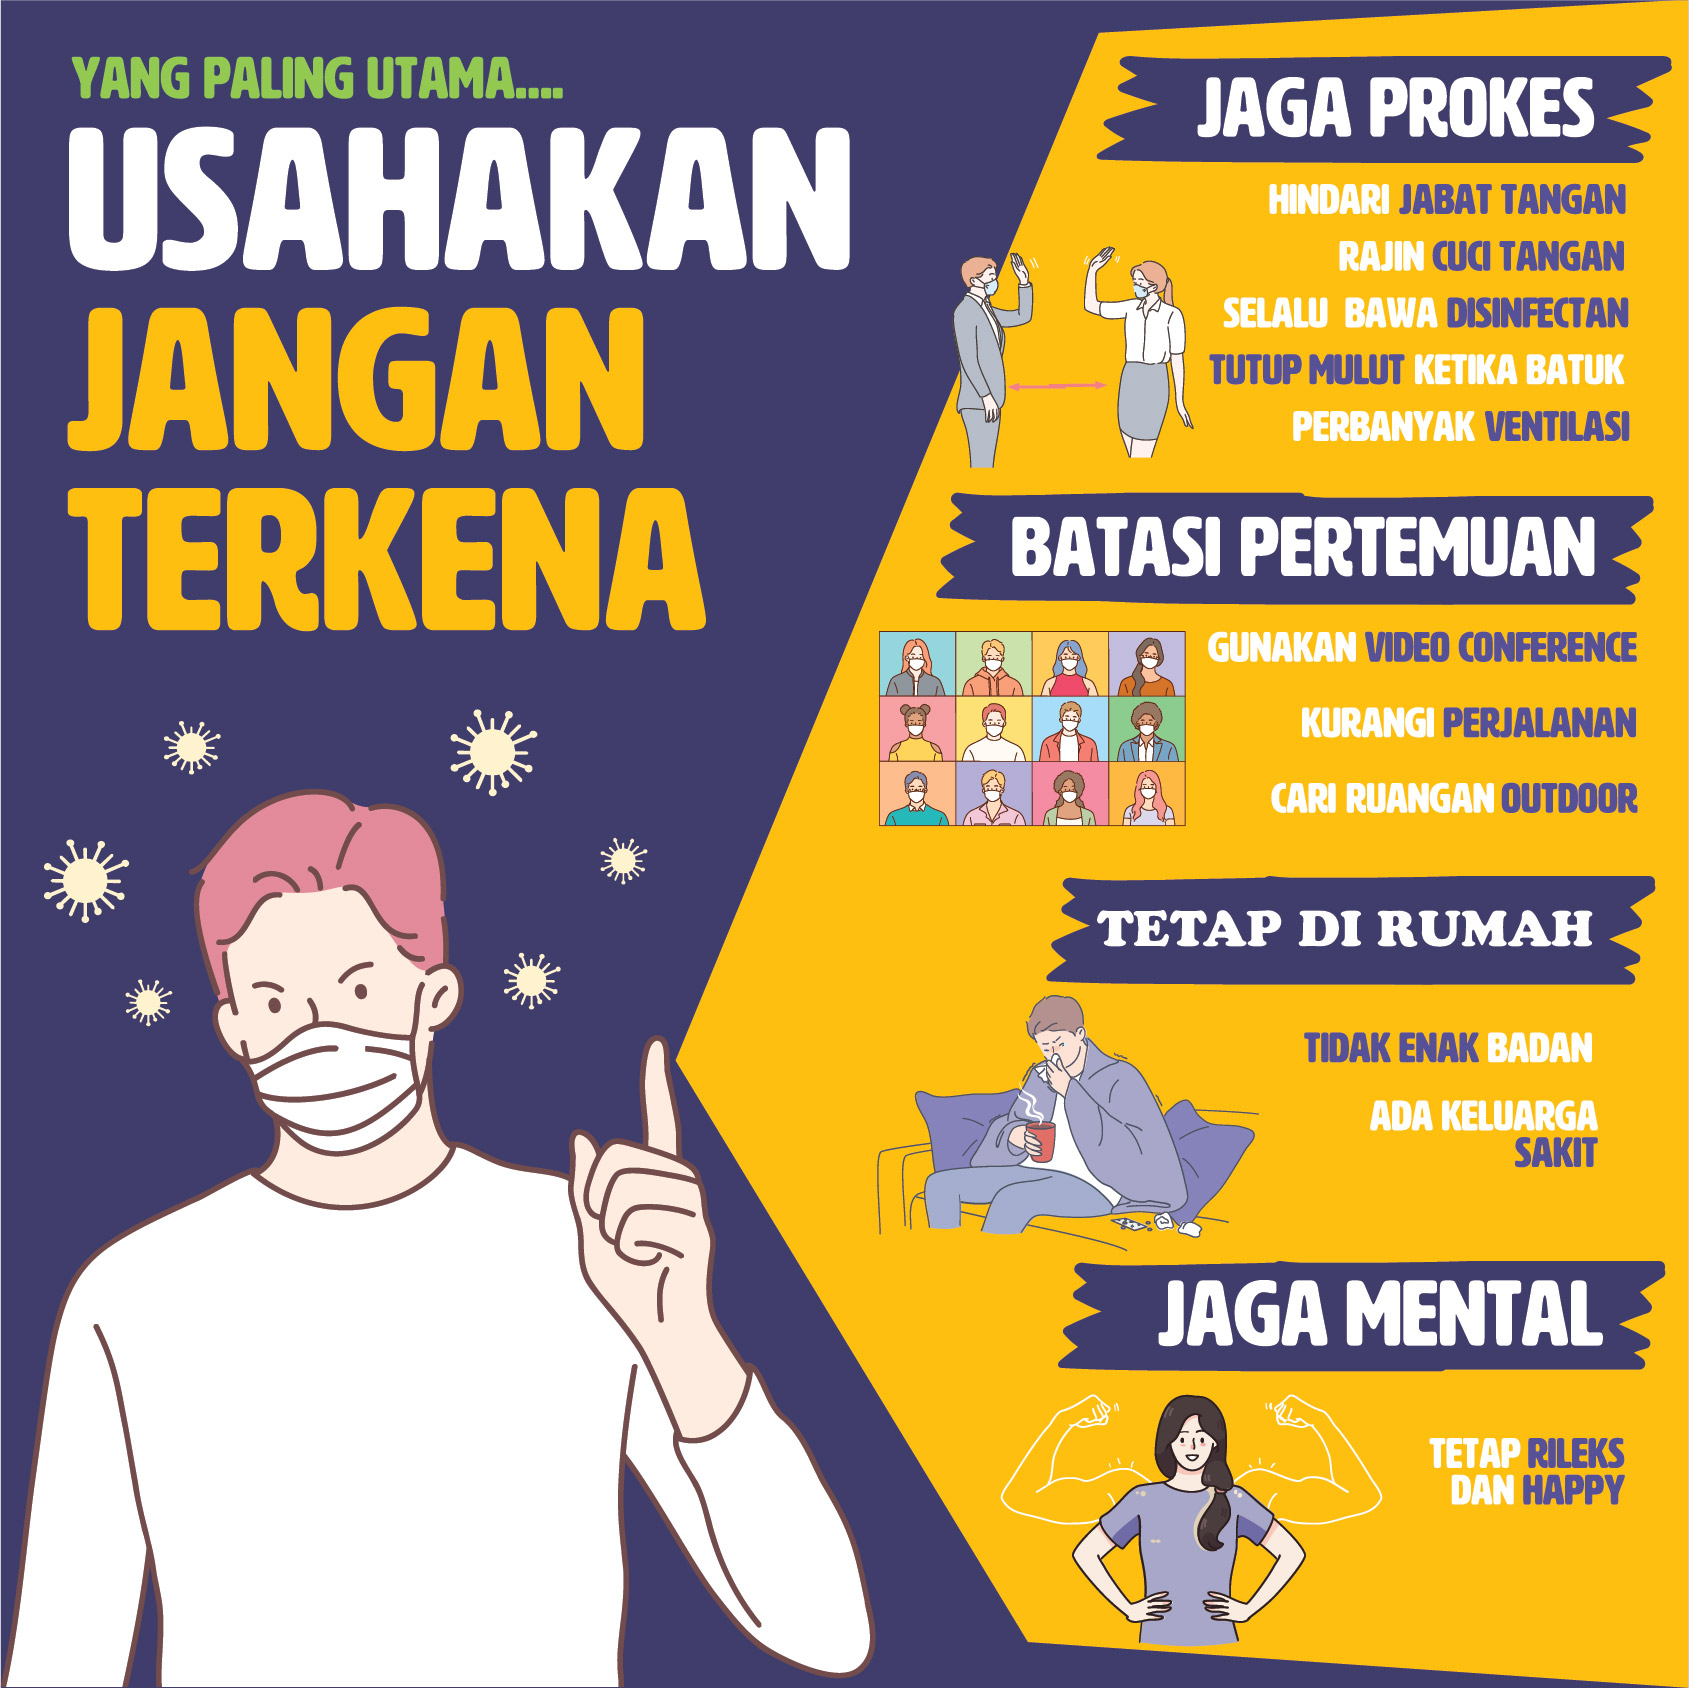 YANG PALING UTAMA....
USAHAKAN
JANGAN
TERKENA
JAGA PROKES
HINDARI JABAT TANGAN
RAJIN CUCI TANGAN
SELALU BAWA DISINFECTAN
TUTUP MULUT KETIKA BATUK
PERBANYAK VENTILASI
BATASI PERTEMUAN
GUNAKAN VIDEO CONFERENCE
KURANGI PERJALANAN
CARI RUANGAN OUTDOOR
TETAP DI RUMAH
TIDAK ENAK BADAN
ADA KELUARGA
SAKIT
JAGA MENTAL
TETAP RILEKS
DAN HAPPY